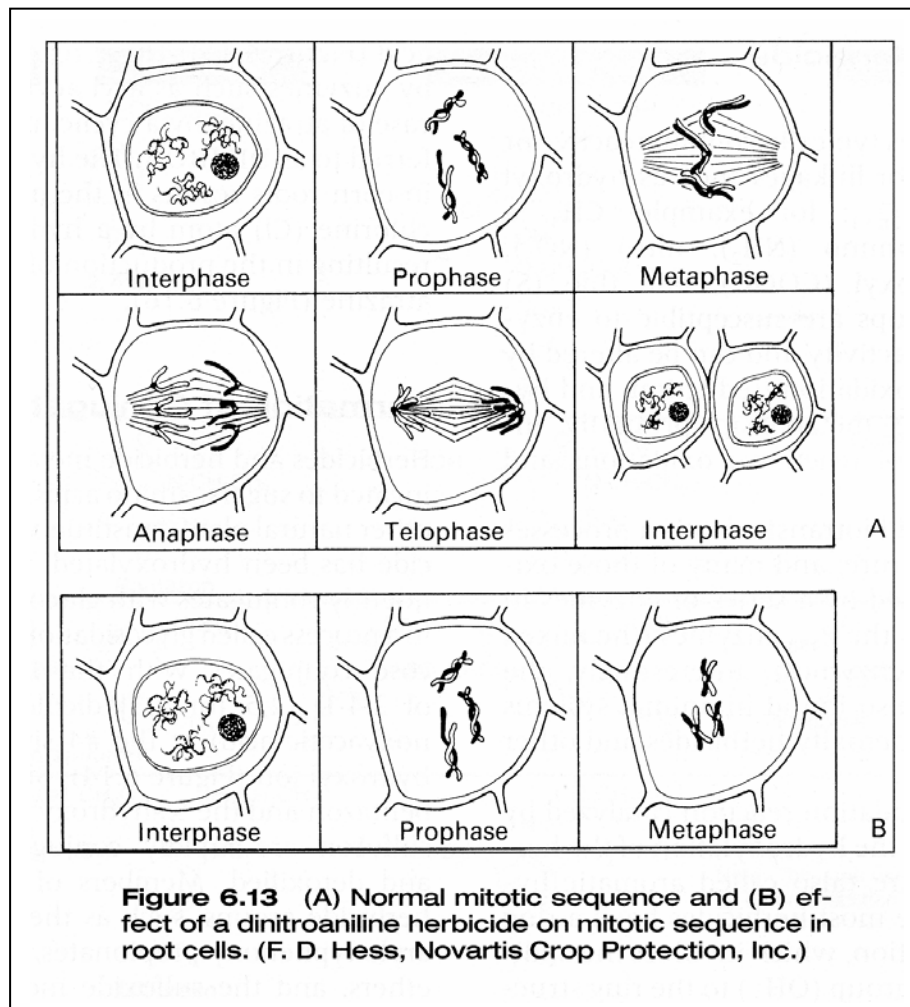 Interphase Prophase Metaphase
Anaphase Telophase Interphase A
Interphase Prophase Metaphase B
Figure 6.13 (A) Normal mitotic sequence and (B) ef-
fect of a dinitroaniline herbicide on mitotic sequence in
root cells. (F. D. Hess, Novartis Crop Protection, Inc.)